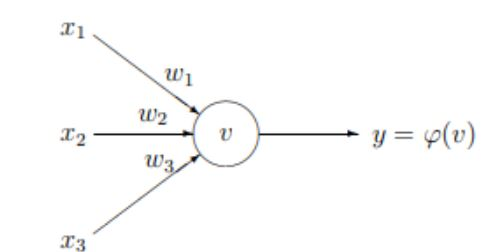 x₁
w₁
w₂
x₂
v
y = φ(v)
w₃
x₃